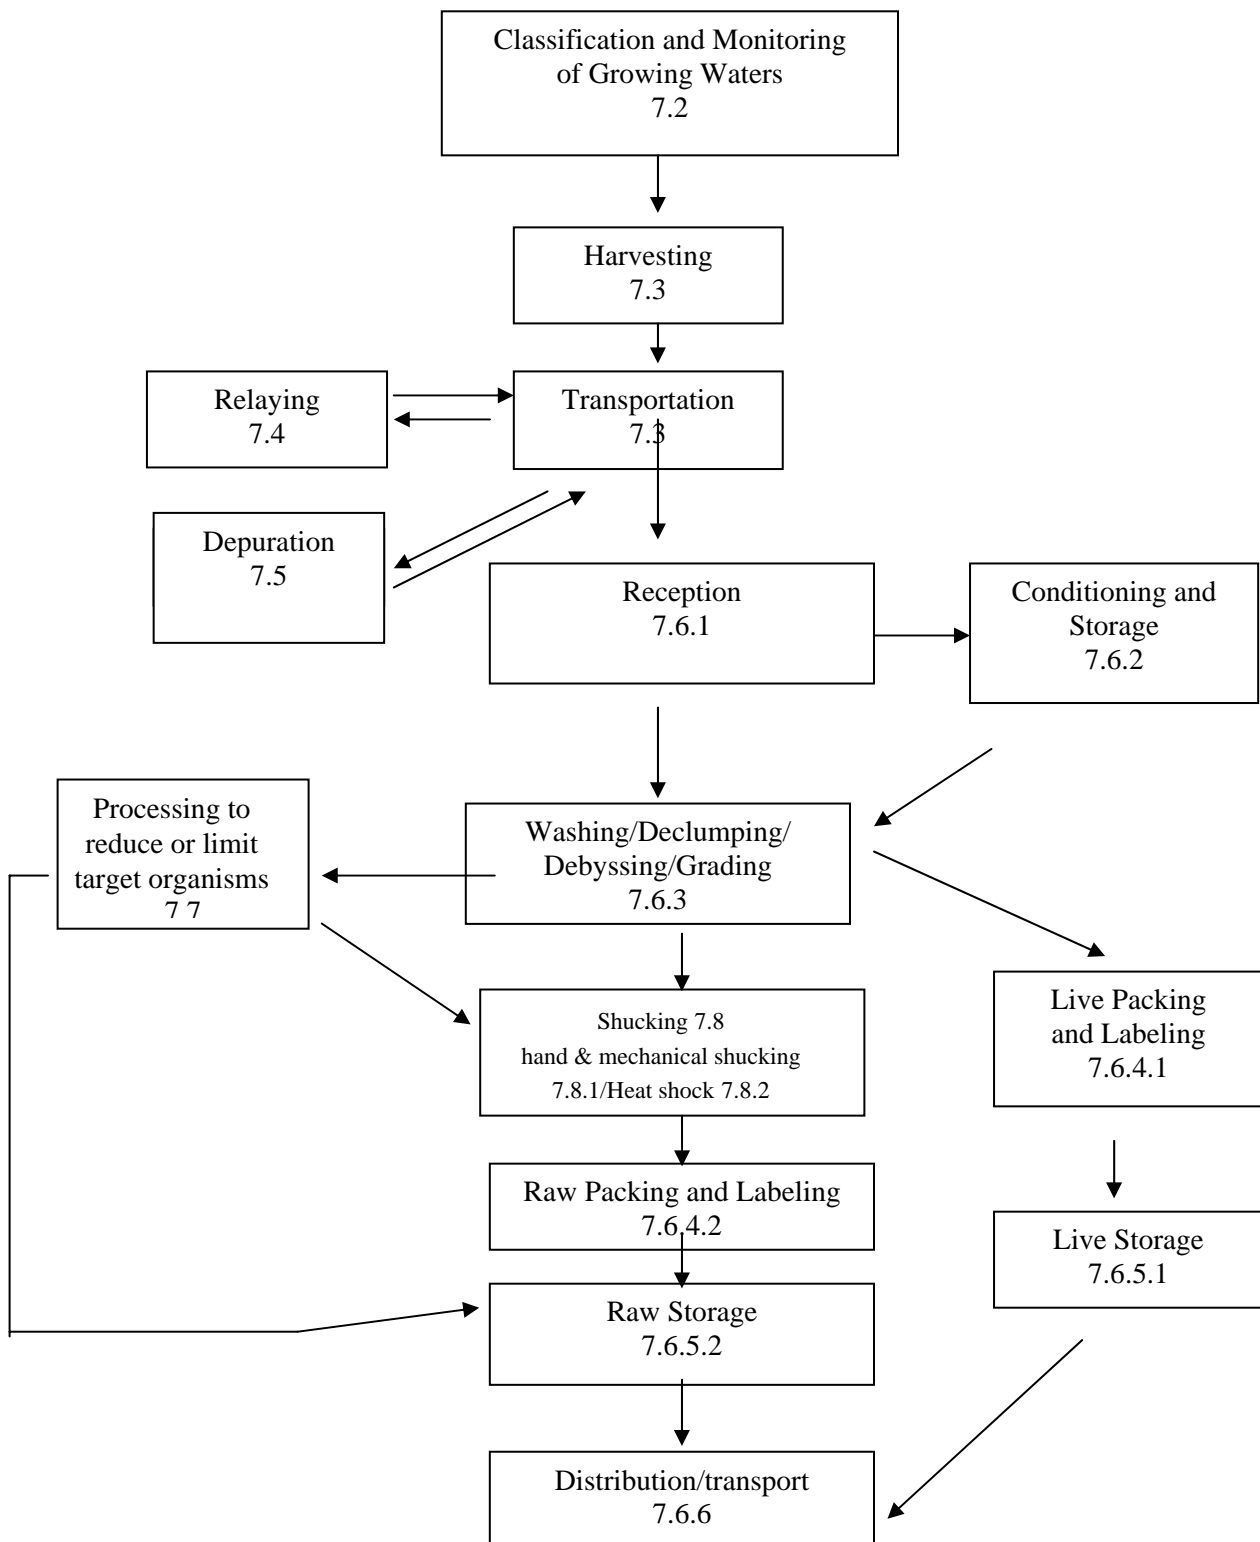 Classification and Monitoring
of Growing Waters
7.2
Harvesting
7.3
Relaying
7.4
Transportation
7.3
Depuration
7.5
Reception
7.6.1
Conditioning and
Storage
7.6.2
Processing to
reduce or limit
target organisms
7 7
Washing/Declumping/
Debyssing/Grading
7.6.3
Shucking 7.8
hand & mechanical shucking
7.8.1/Heat shock 7.8.2
Live Packing
and Labeling
7.6.4.1
Raw Packing and Labeling
7.6.4.2
Live Storage
7.6.5.1
Raw Storage
7.6.5.2
Distribution/transport
7.6.6